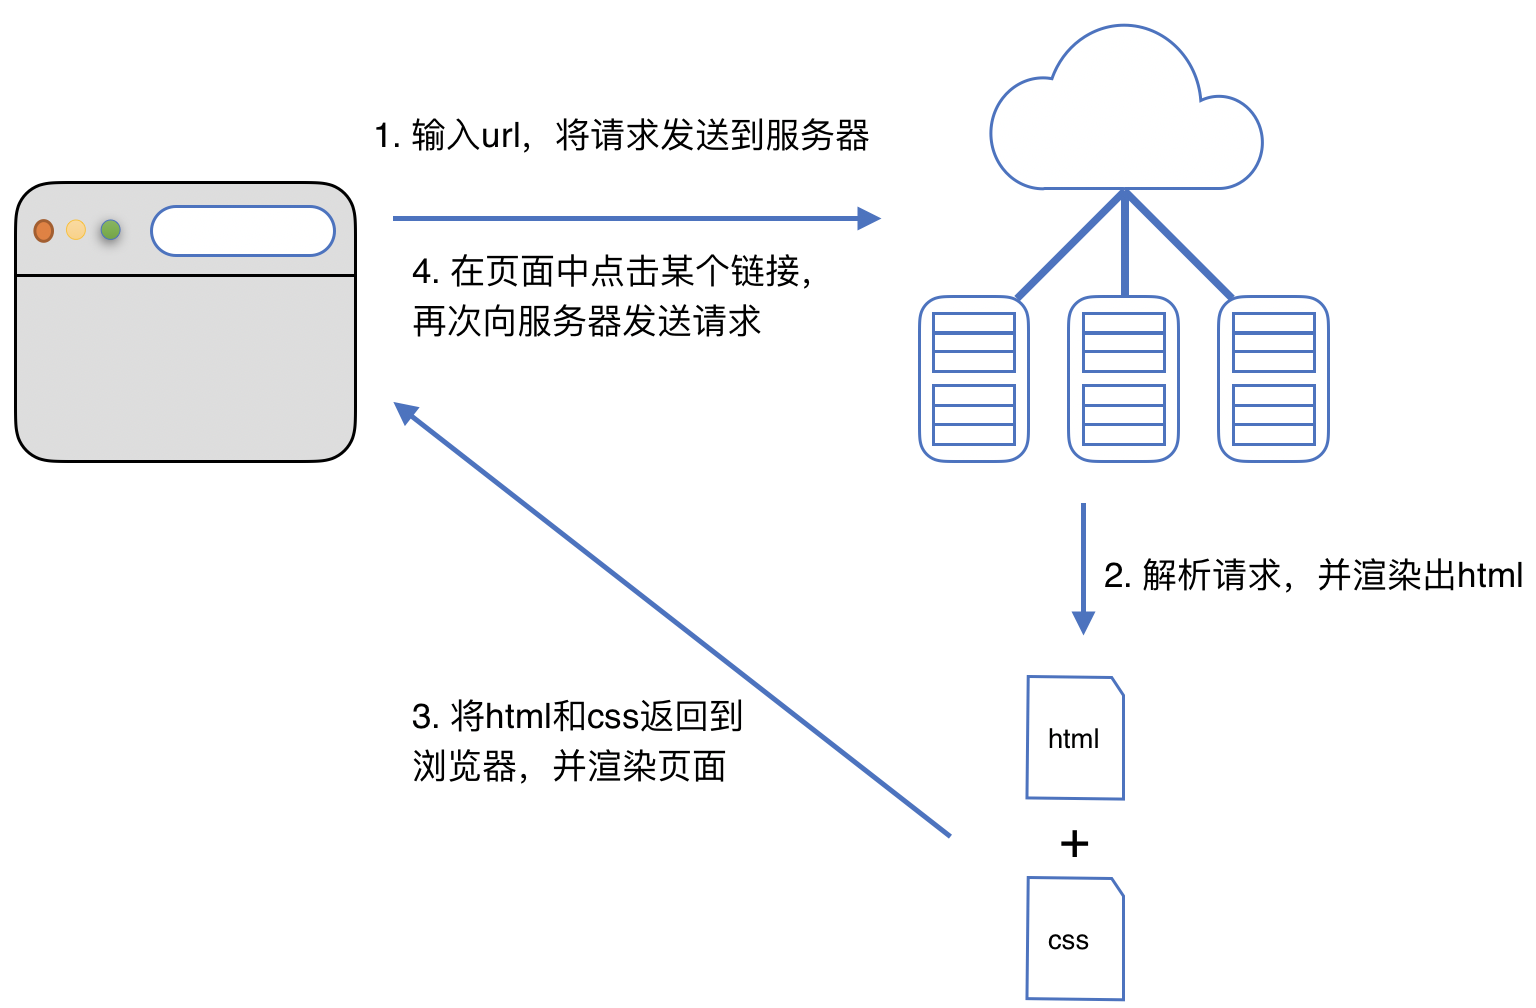 1. 输入url，将请求发送到服务器
4. 在页面中点击某个链接，
再次向服务器发送请求
2. 解析请求，并渲染出html
3. 将html和css返回到
浏览器，并渲染页面
html
+
css